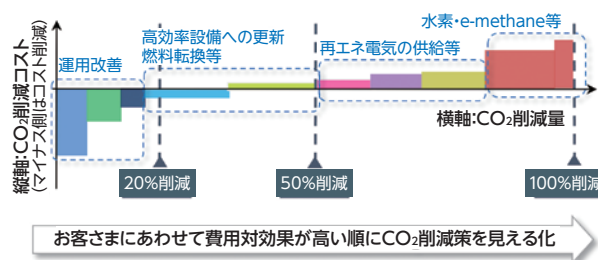 縦軸:CO₂削減コスト
(マイナス側はコスト削減)
運用改善
高効率設備への更新
燃料転換等
再エネ電気の供給等
水素・e-methane等
横軸:CO₂削減量
20%削減
50%削減
100%削減
お客さまにあわせて費用対効果が高い順にCO₂削減策を見える化